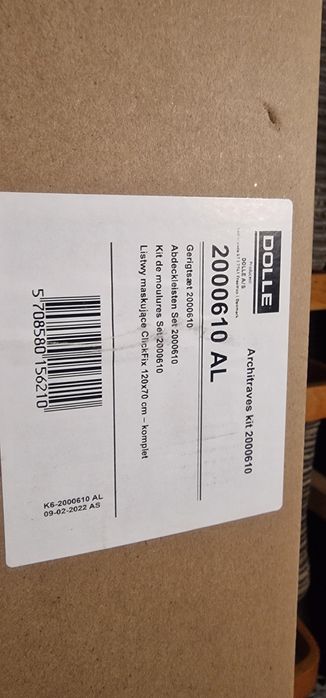 DOLLE
DOLLE A/S
Architraves kit 2000610
2000610 AL
Gerigtsæt 2000610
Abdeckleisten Set 2000610
Kit de moulures Set 2000610
Listwy maskujące ClickFix 120x70 cm – komplet
5 708580 156210
K6-2000610 AL
09-02-2022 AS